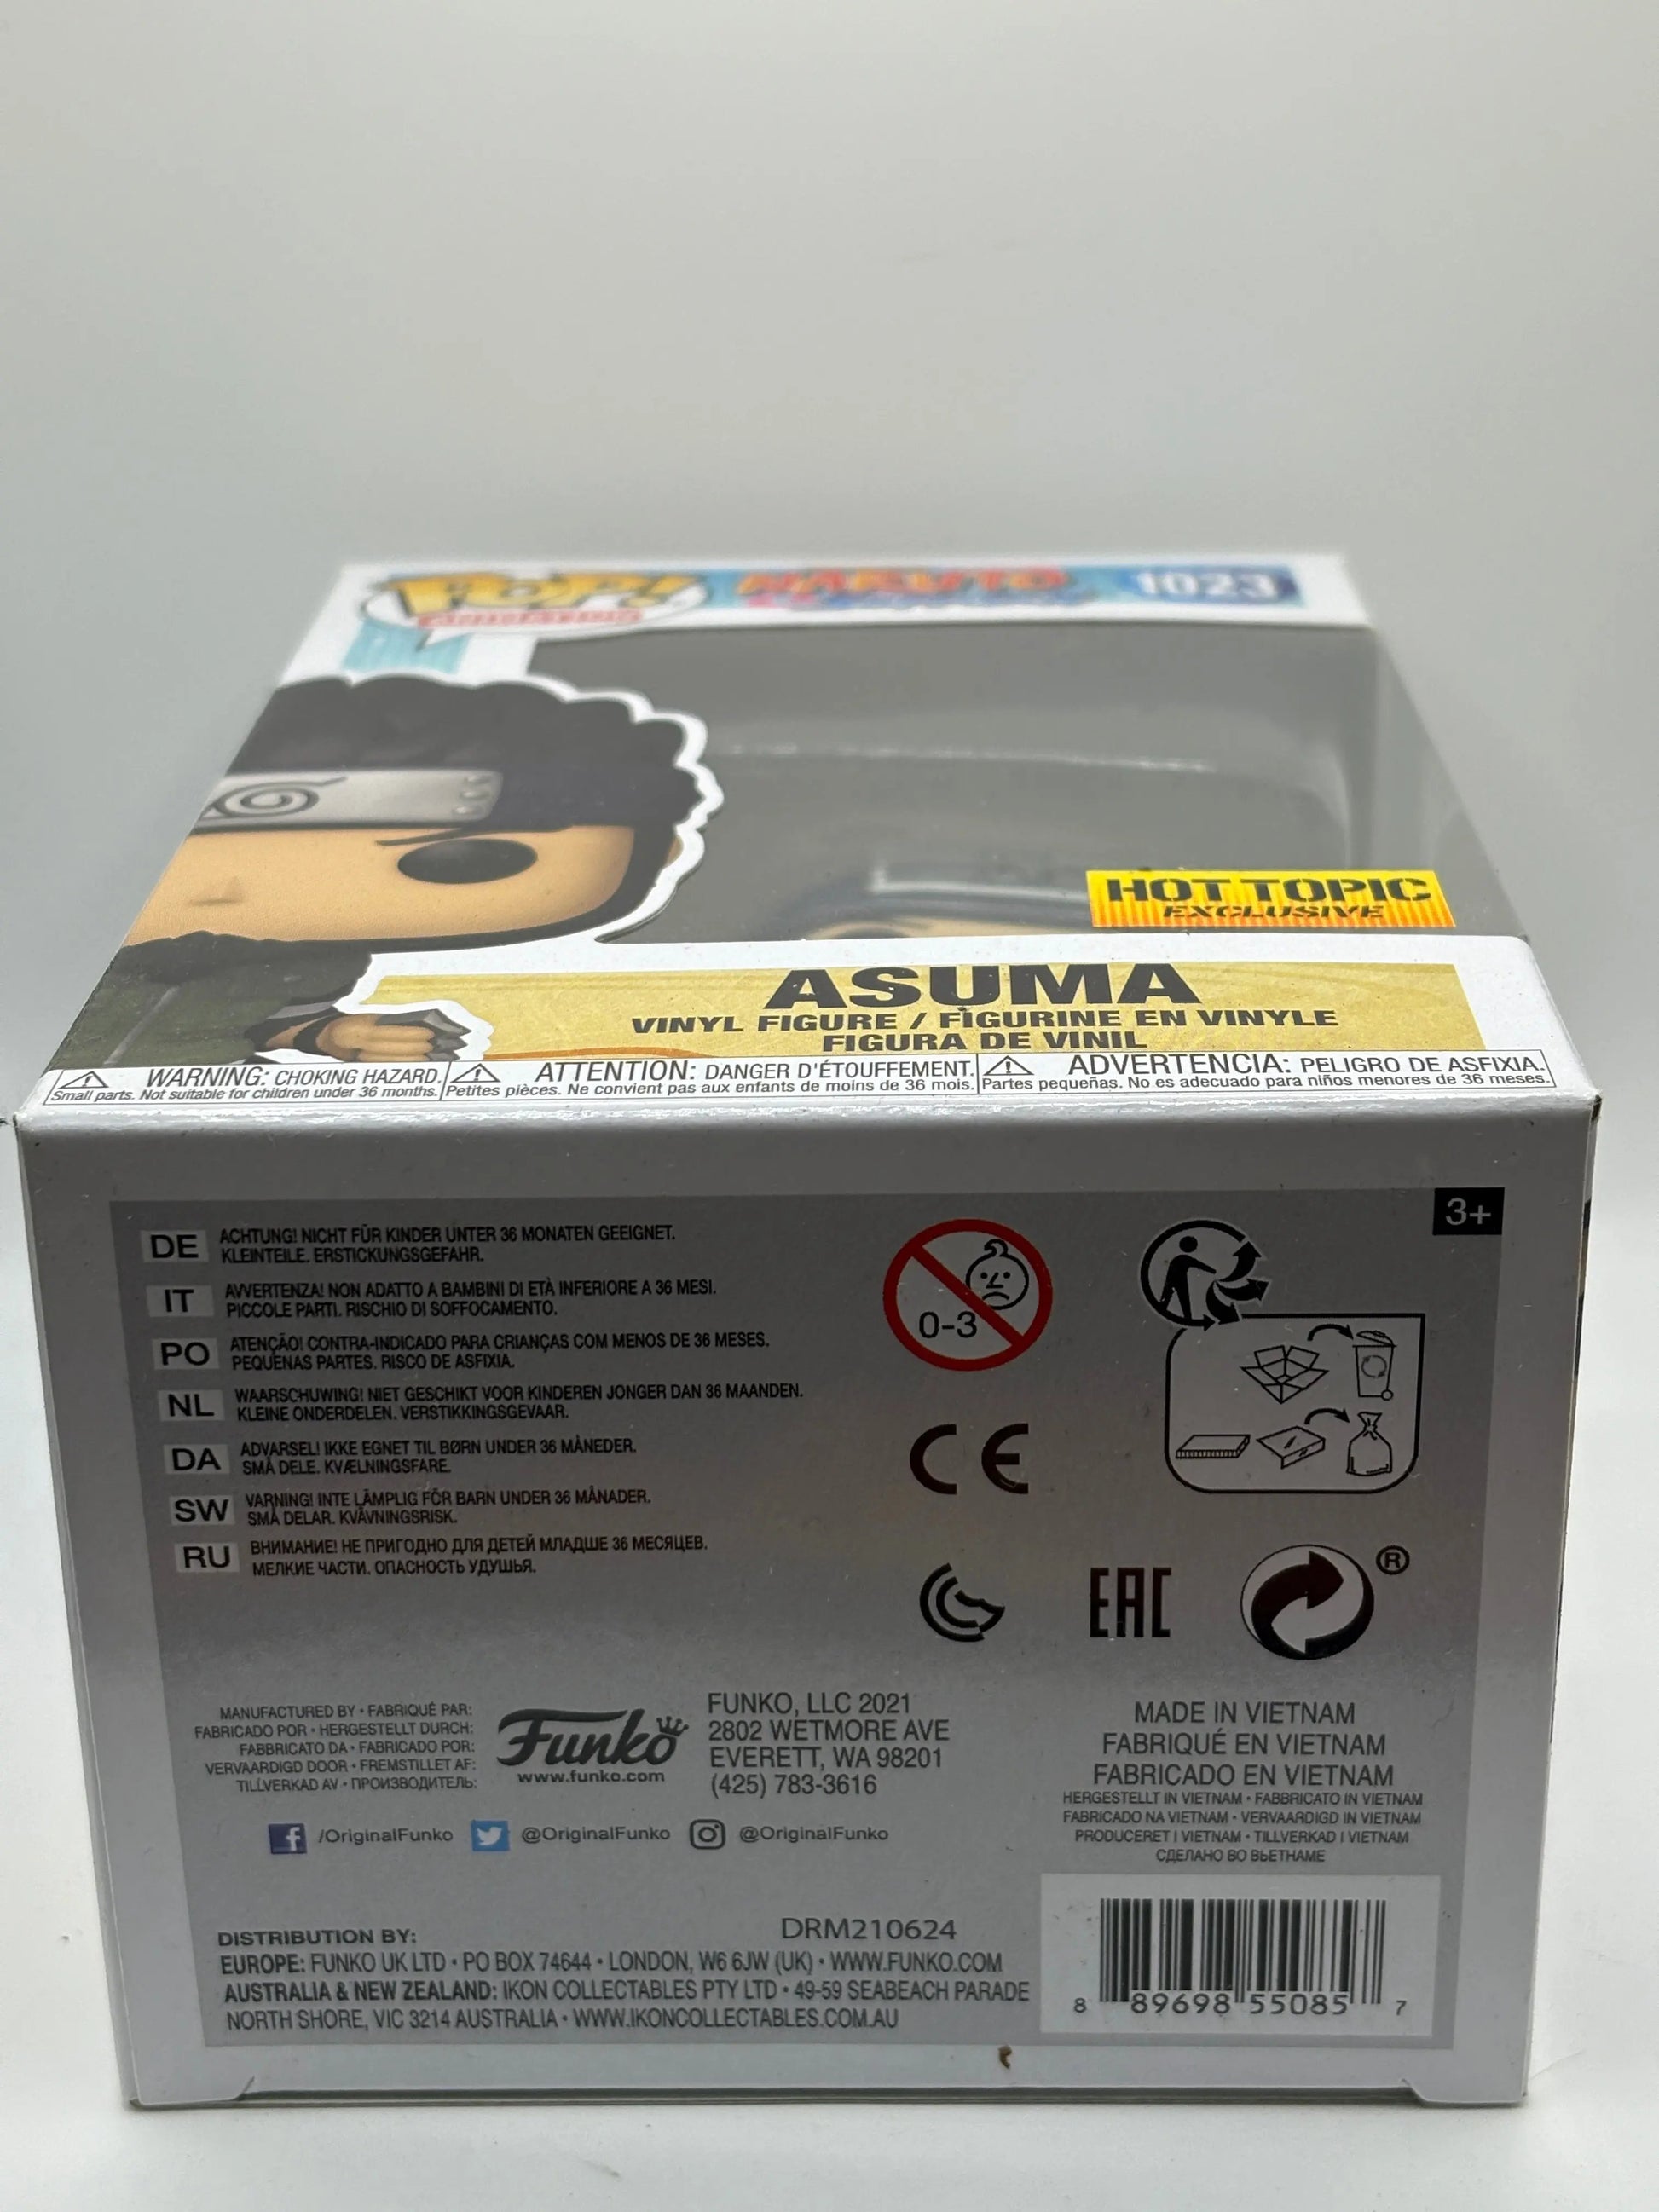 POP!
ANIMATION
NARUTO
1023
HOT TOPIC
EXCLUSIVE
ASUMA
VINYL FIGURE / FIGURINE EN VINYLE
FIGURA DE VINIL
WARNING: CHOKING HAZARD.
Small parts. Not suitable for children under 36 months.
ATTENTION: DANGER D'ÉTOUFFEMENT.
Petites pièces. Ne convient pas aux enfants de moins de 36 mois.
ADVERTENCIA: PELIGRO DE ASFIXIA.
Partes pequeñas. No es adecuado para niños menores de 36 meses.
3+
DE ACHTUNG! NICHT FÜR KINDER UNTER 36 MONATEN GEEIGNET.
KLEINTEILE. ERSTICKUNGSGEFAHR.
IT AVVERTENZA! NON ADATTO A BAMBINI DI ETÀ INFERIORE A 36 MESI.
PICCOLE PARTI. RISCHIO DI SOFFOCAMENTO.
PO ATENÇÃO! CONTRA-INDICADO PARA CRIANÇAS COM MENOS DE 36 MESES.
PEQUENAS PARTES. RISCO DE ASFIXIA.
NL WAARSCHUWING! NIET GESCHIKT VOOR KINDEREN JONGER DAN 36 MAANDEN.
KLEINE ONDERDELEN. VERSTIKKINGSGEVAAR.
DA ADVARSEL! IKKE EGNET TIL BØRN UNDER 36 MÅNEDER.
SMÅ DELE. KVÆLNINGSFARE.
SW VARNING! INTE LÄMPLIG FÖR BARN UNDER 36 MÅNADER.
SMÅ DELAR. KVÄVNINGSRISK.
RU ВНИМАНИЕ! НЕ ПРИГОДНО ДЛЯ ДЕТЕЙ МЛАДШЕ 36 МЕСЯЦЕВ.
МЕЛКИЕ ЧАСТИ. ОПАСНОСТЬ УДУШЬЯ.
0-3
CE
EAC
®
MANUFACTURED BY • FABRIQUÉ PAR:
FABRICADO POR • HERGESTELLT DURCH:
FABBRICATO DA • FABRICADO POR:
VERVAARDIGD DOOR • FREMSTILLET AF:
TILLVERKAD AV • ПРОИЗВОДИТЕЛЬ:
Funko
www.funko.com
FUNKO, LLC 2021
2802 WETMORE AVE
EVERETT, WA 98201
(425) 783-3616
/OriginalFunko @OriginalFunko @OriginalFunko
MADE IN VIETNAM
FABRIQUÉ EN VIETNAM
FABRICADO EN VIETNAM
HERGESTELLT IN VIETNAM • FABBRICATO IN VIETNAM
FABRICADO NA VIETNAM • VERVAARDIGD IN VIETNAM
PRODUCERET I VIETNAM • TILLVERKAD I VIETNAM
СДЕЛАНО ВО ВЬЕТНАМЕ
DISTRIBUTION BY: DRM210624
EUROPE: FUNKO UK LTD • PO BOX 74644 • LONDON, W6 6JW (UK) • WWW.FUNKO.COM
AUSTRALIA & NEW ZEALAND: IKON COLLECTABLES PTY LTD • 49-59 SEABEACH PARADE
NORTH SHORE, VIC 3214 AUSTRALIA • WWW.IKONCOLLECTABLES.COM.AU
8 89698 55085 7